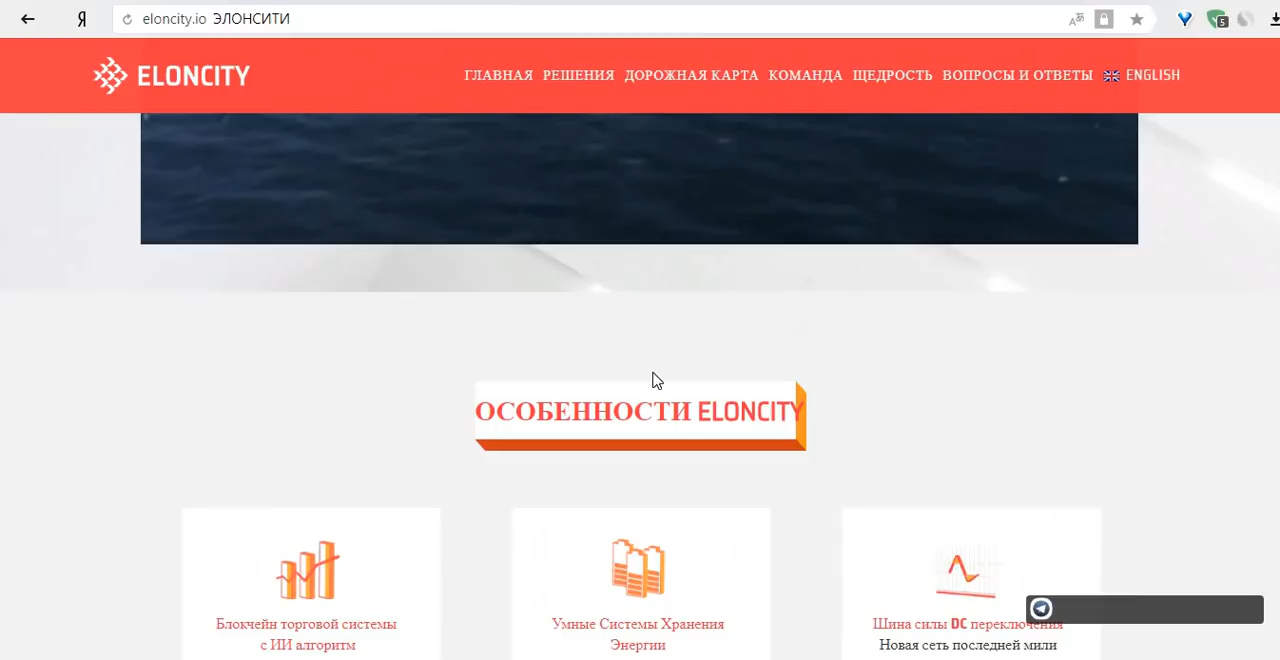 Я eloncity.io ЭЛОНСИТИ
5
ELONCITY
ГЛАВНАЯ РЕШЕНИЯ ДОРОЖНАЯ КАРТА КОМАНДА ЩЕДРОСТЬ ВОПРОСЫ И ОТВЕТЫ ENGLISH
ОСОБЕННОСТИ ELONCITY
Блокчейн торговой системы
с ИИ алгоритм
Умные Системы Хранения
Энергии
Шина силы DC переключения
Новая сеть последней мили